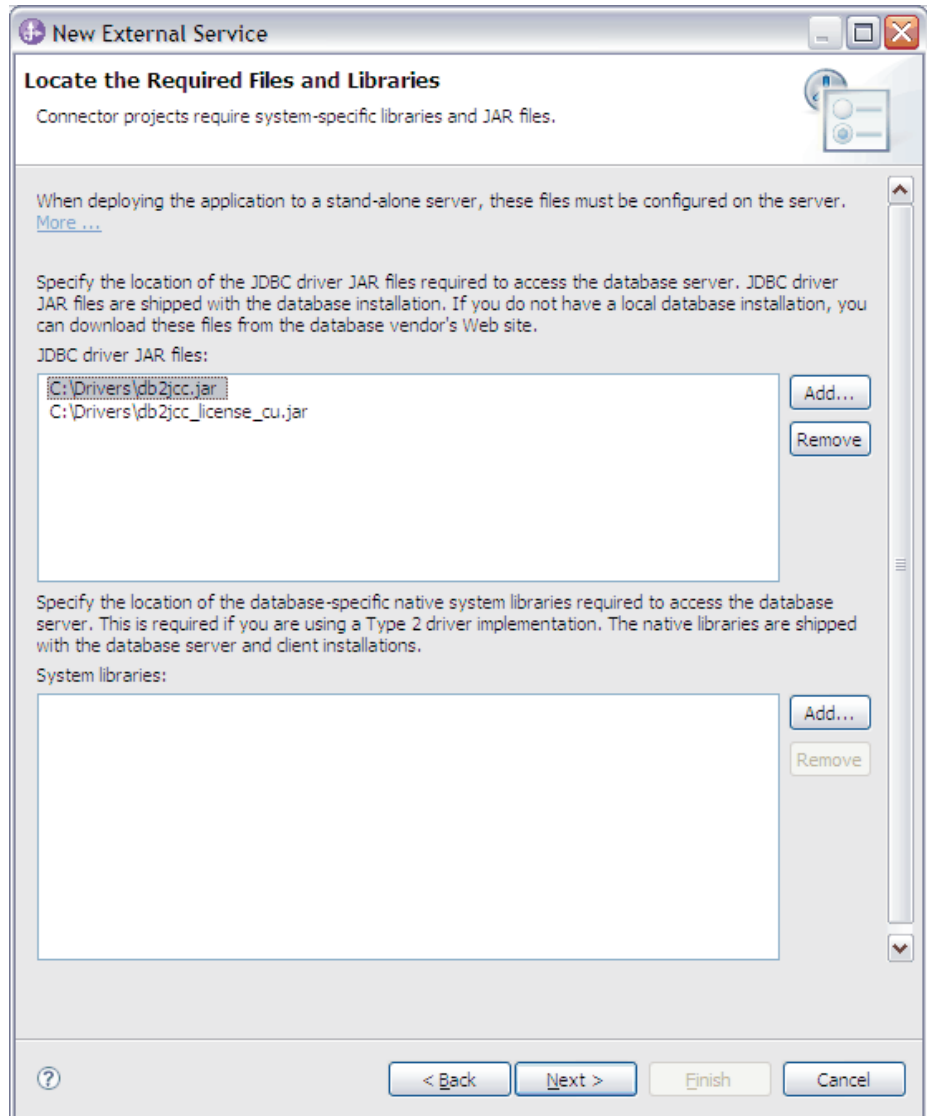 New External Service
Locate the Required Files and Libraries
Connector projects require system-specific libraries and JAR files.
When deploying the application to a stand-alone server, these files must be configured on the server.
More ...
Specify the location of the JDBC driver JAR files required to access the database server. JDBC driver
JAR files are shipped with the database installation. If you do not have a local database installation, you
can download these files from the database vendor's Web site.
JDBC driver JAR files:
C:\Drivers\db2jcc.jar
C:\Drivers\db2jcc_license_cu.jar
Add...
Remove
Specify the location of the database-specific native system libraries required to access the database
server. This is required if you are using a Type 2 driver implementation. The native libraries are shipped
with the database server and client installations.
System libraries:
Add...
Remove
?
< Back
Next >
Finish
Cancel